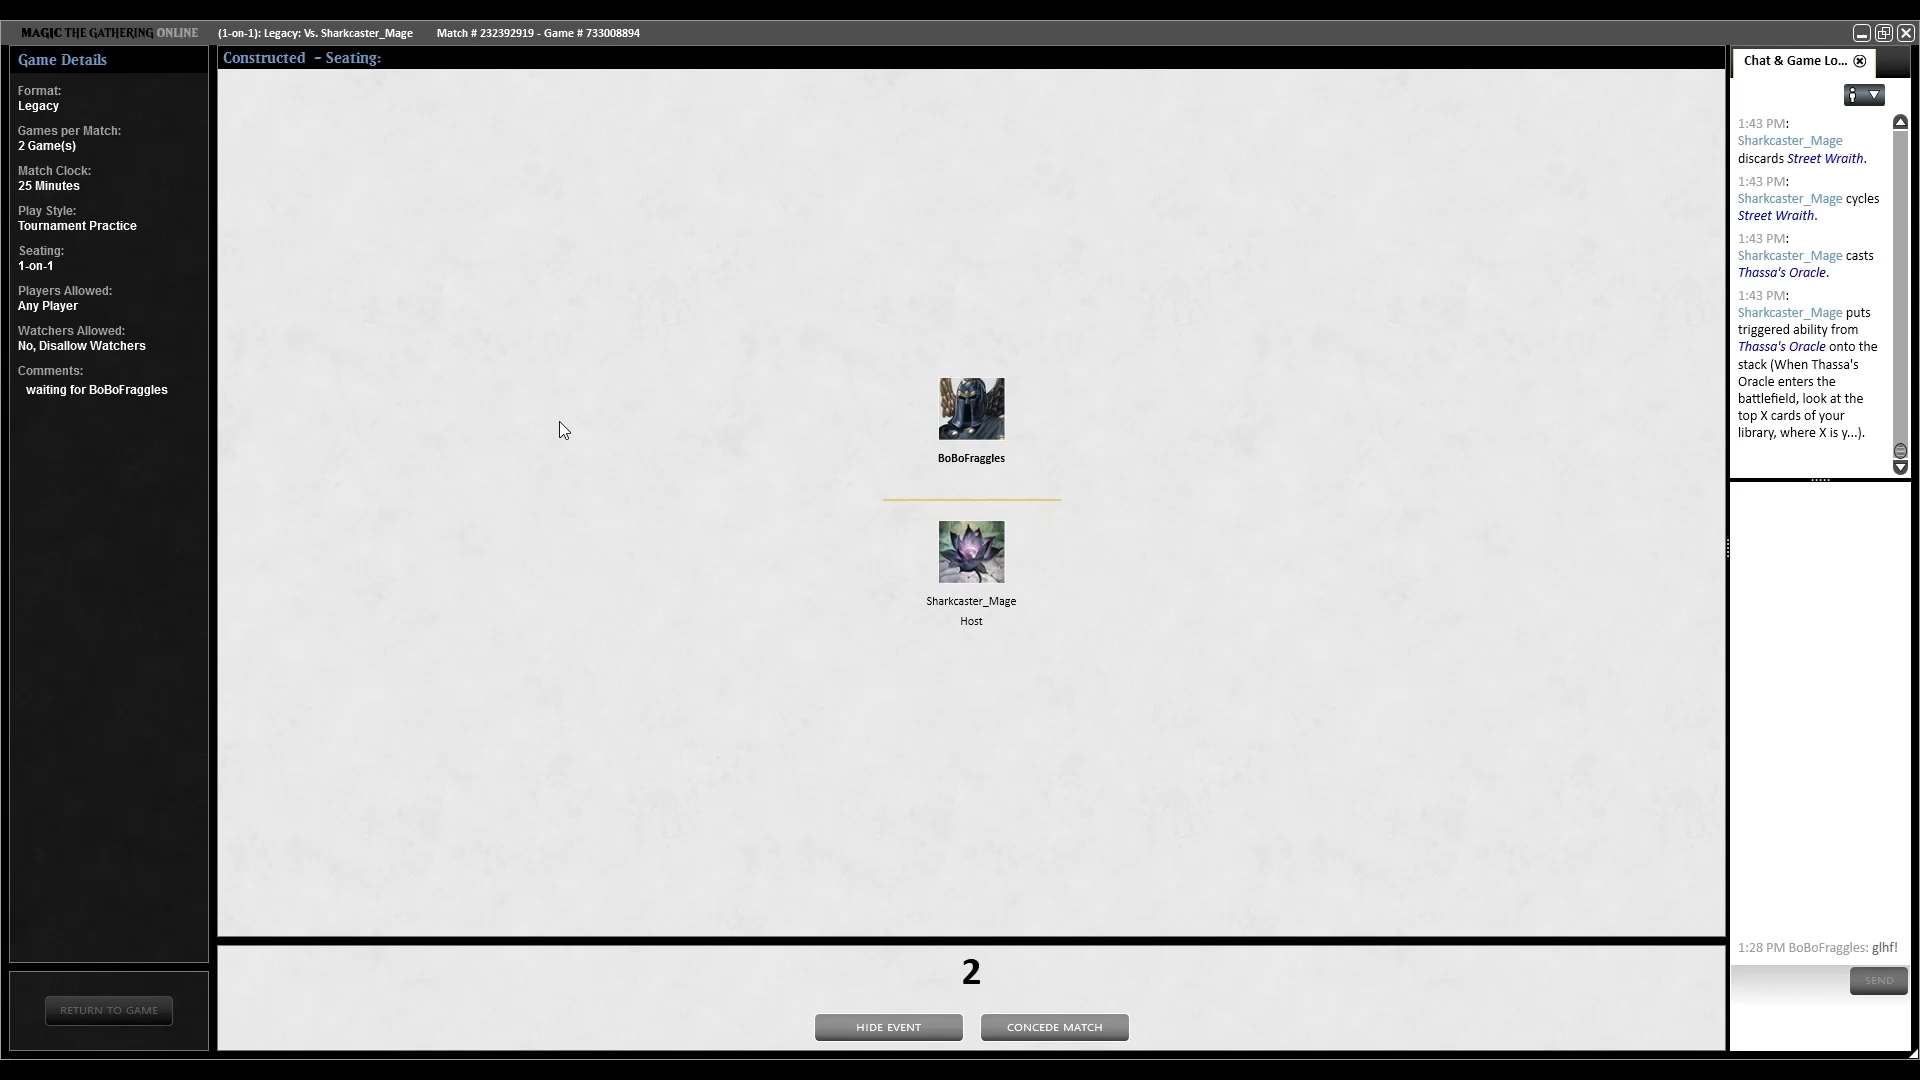 MAGIC THE GATHERING ONLINE
(1-on-1): Legacy: Vs. Sharkcaster_Mage
Match # 232392919 - Game # 733008894
Game Details
Format:
Legacy
Games per Match:
2 Game(s)
Match Clock:
25 Minutes
Play Style:
Tournament Practice
Seating:
1-on-1
Players Allowed:
Any Player
Watchers Allowed:
No, Disallow Watchers
Comments:
waiting for BoBoFraggles
RETURN TO GAME
Constructed - Seating:
BoBoFraggles
Sharkcaster_Mage
Host
2
HIDE EVENT
CONCEDE MATCH
Chat & Game Lo...
1:43 PM:
Sharkcaster_Mage
discards Street Wraith.
1:43 PM:
Sharkcaster_Mage cycles
Street Wraith.
1:43 PM:
Sharkcaster_Mage casts
Thassa's Oracle.
1:43 PM:
Sharkcaster_Mage puts
triggered ability from
Thassa's Oracle onto the
stack (When Thassa's
Oracle enters the
battlefield, look at the
top X cards of your
library, where X is y...).
1:28 PM BoBoFraggles: glhf!
SEND